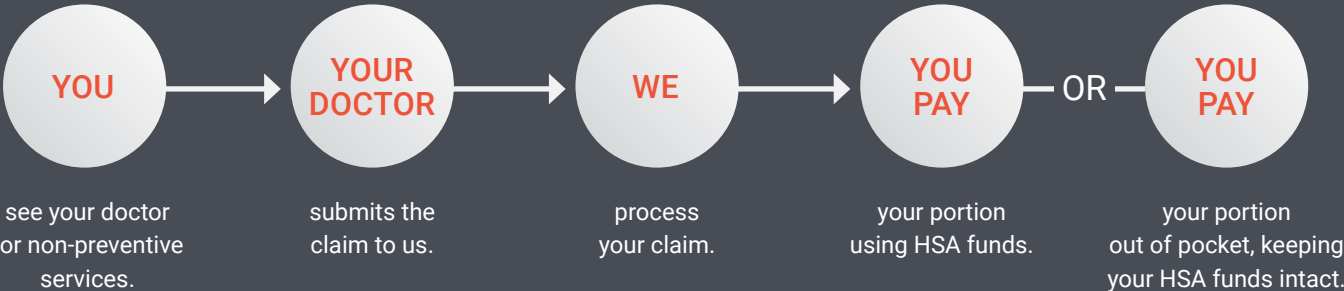 YOU
see your doctor
or non-preventive
services.
YOUR
DOCTOR
submits the
claim to us.
WE
process
your claim.
YOU
PAY
your portion
using HSA funds.
OR
YOU
PAY
your portion
out of pocket, keeping
your HSA funds intact.